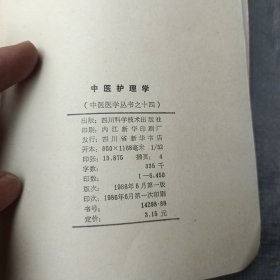 中医护理学
(中医医学丛书之十四)
出版:四川科学技术出版社
印刷:内江新华印刷厂
发行:四川省新华书店
开本:850×1168毫米 1/32
印张:13.875 插页:4
字数:335千
印数:1—6,450
版次:1986年6月第一版
印次:1986年6月第一次印刷
书号:14298·89
定价:3.15元